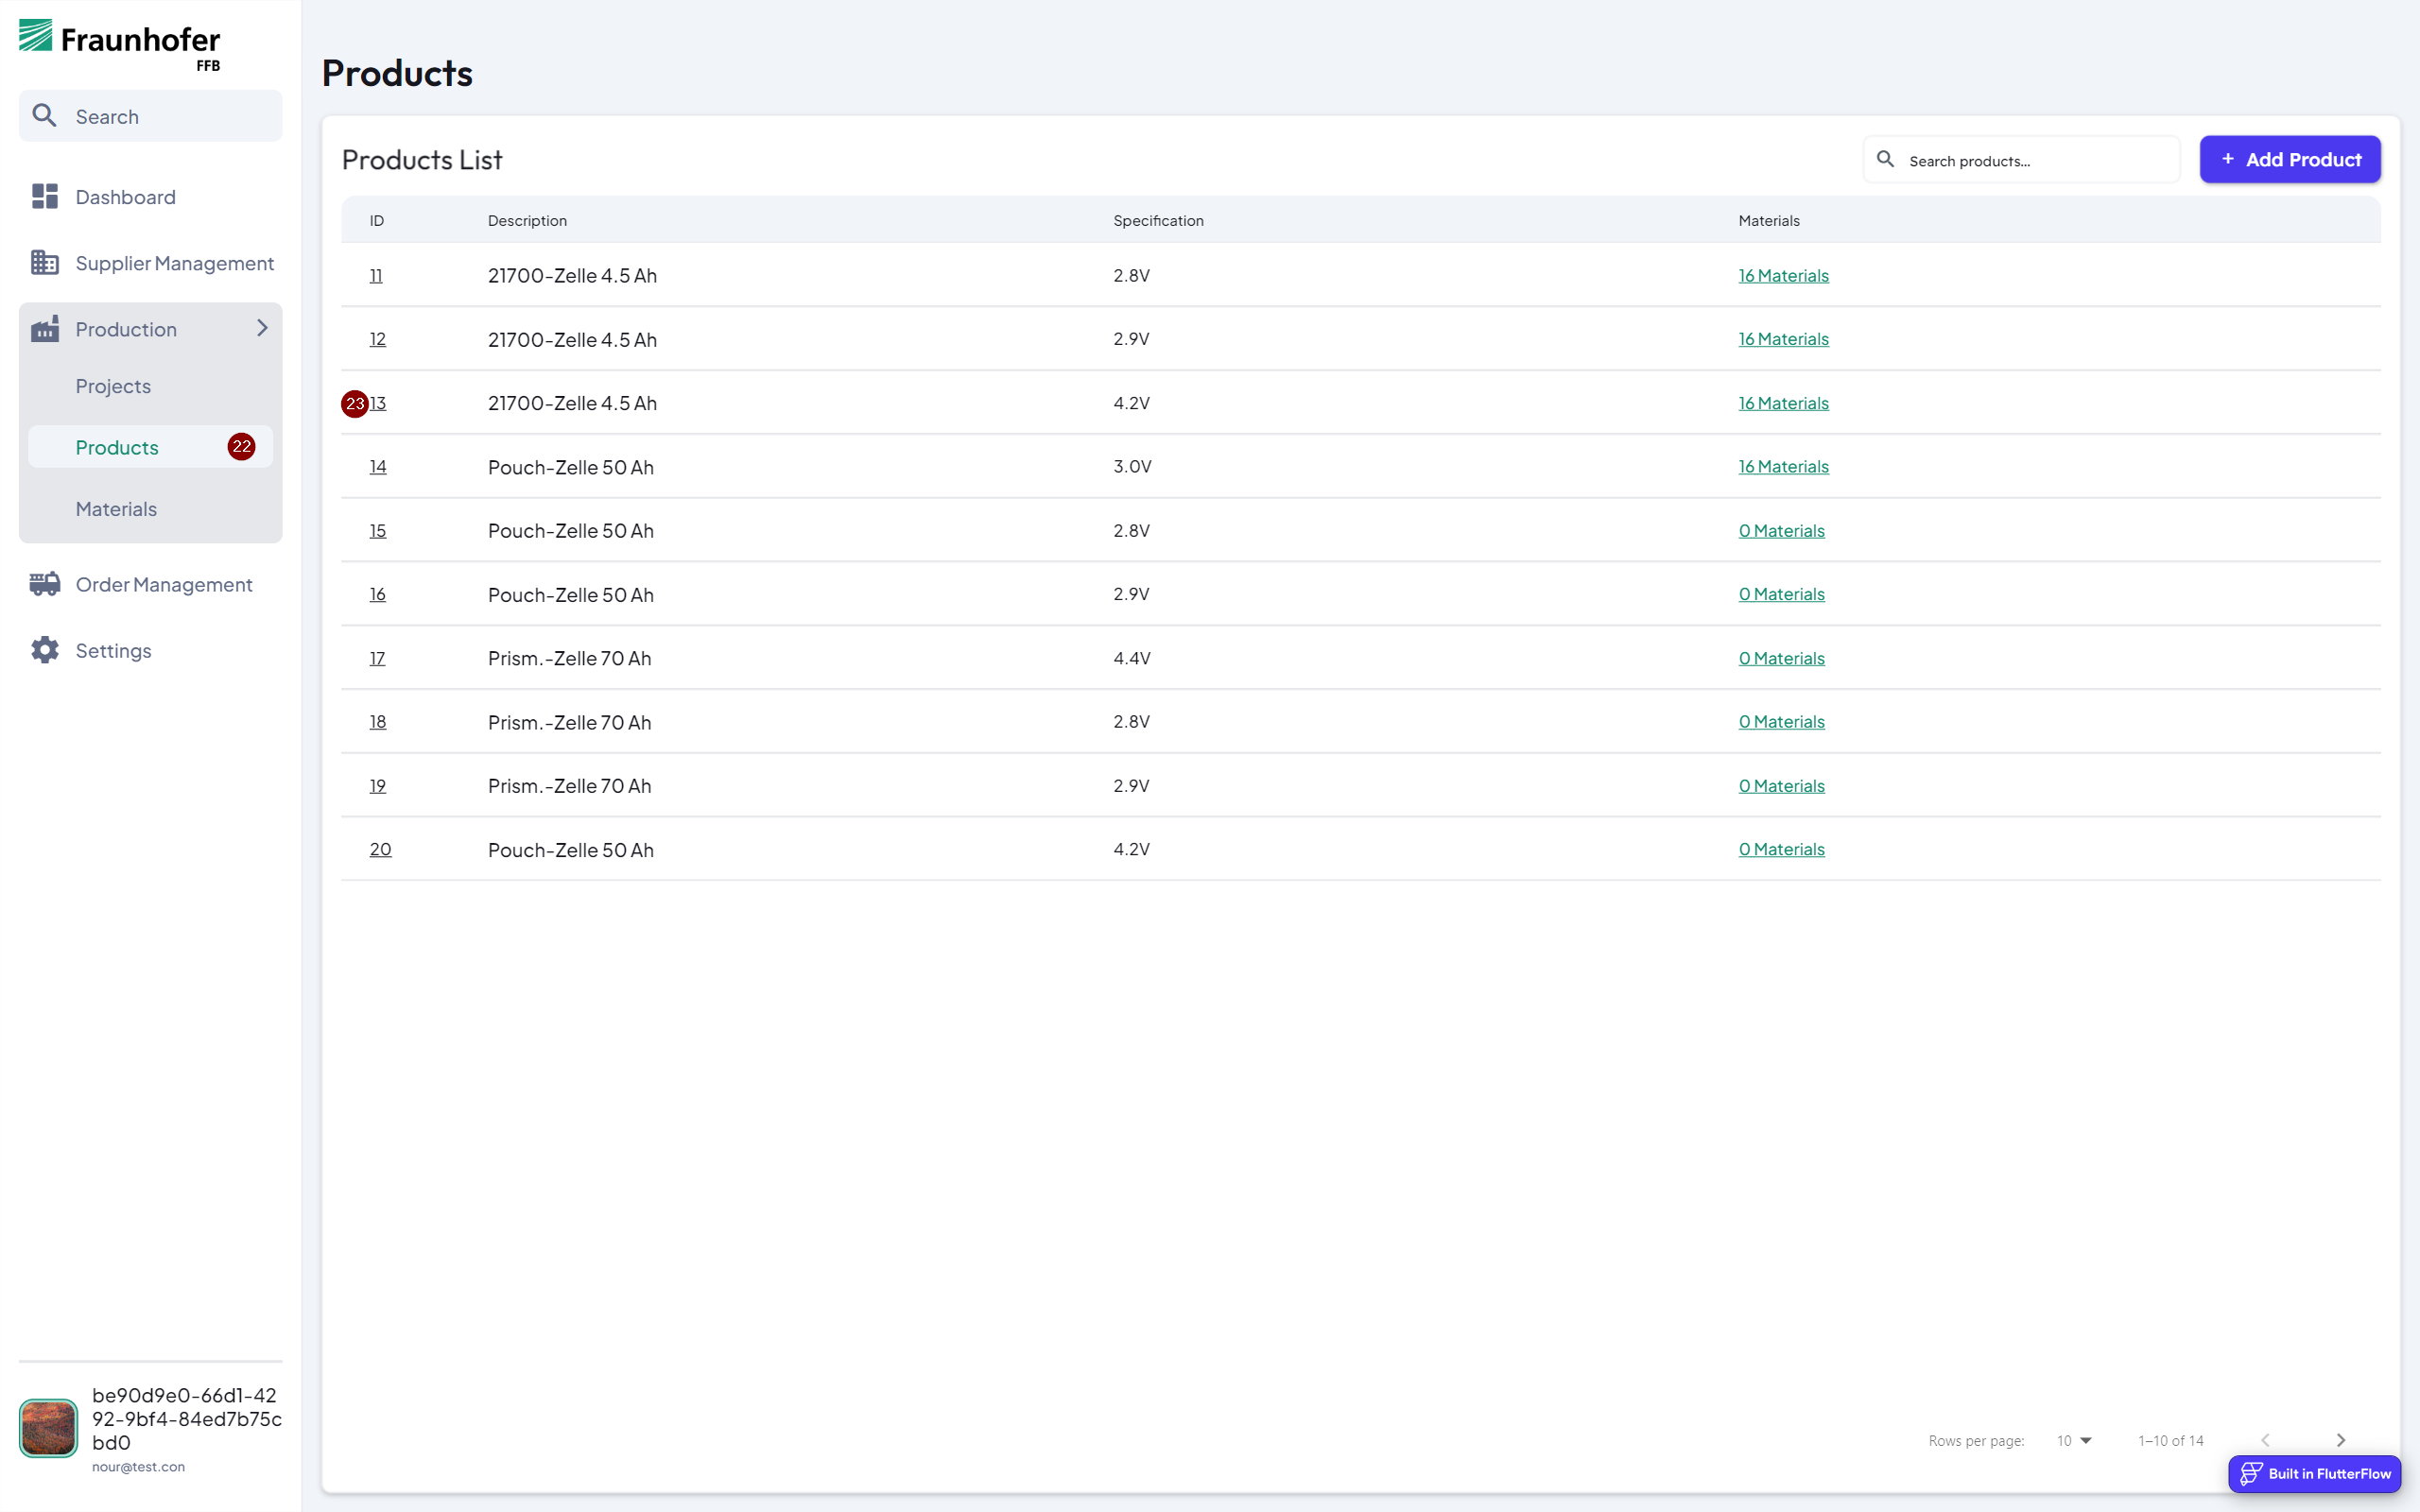 Fraunhofer
FFB
Search
Dashboard
Supplier Management
Production
Projects
Products 22
Materials
Order Management
Settings
be90d9e0-66d1-42
92-9bf4-84ed7b75c
bd0
nour@test.con
Products
Products List
Search products...
+ Add Product
ID Description Specification Materials
11 21700-Zelle 4.5 Ah 2.8V 16 Materials
12 21700-Zelle 4.5 Ah 2.9V 16 Materials
23 13 21700-Zelle 4.5 Ah 4.2V 16 Materials
14 Pouch-Zelle 50 Ah 3.0V 16 Materials
15 Pouch-Zelle 50 Ah 2.8V 0 Materials
16 Pouch-Zelle 50 Ah 2.9V 0 Materials
17 Prism.-Zelle 70 Ah 4.4V 0 Materials
18 Prism.-Zelle 70 Ah 2.8V 0 Materials
19 Prism.-Zelle 70 Ah 2.9V 0 Materials
20 Pouch-Zelle 50 Ah 4.2V 0 Materials
Rows per page: 10 1–10 of 14
Built in FlutterFlow